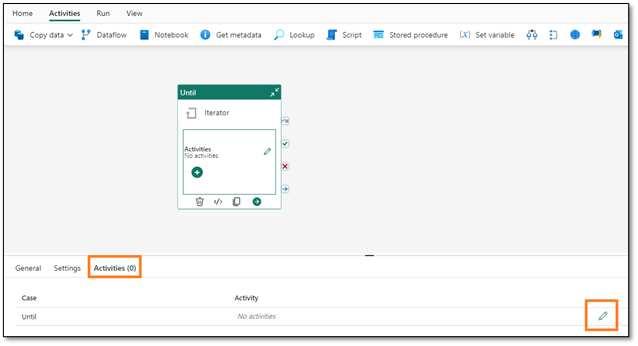 Home Activities Run View
Copy data Dataflow Notebook Get metadata Lookup Script Stored procedure (x) Set variable
Until
Iterator
Activities
No activities
General Settings Activities (0)
Case Activity
Until No activities